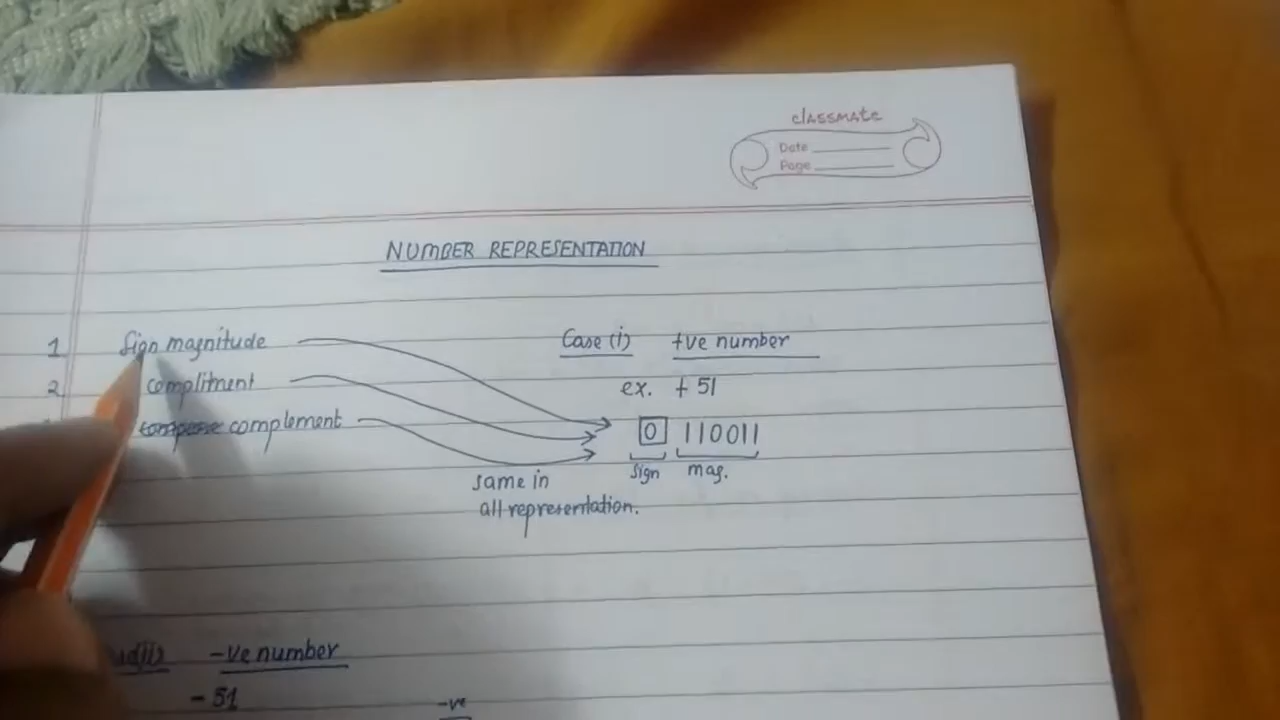 classmate
Date
Page
NUMBER REPRESENTATION
1 Sign magnitude
2 compliment
complement
Case (i) +ve number
ex. + 51
0 110011
sign mag.
same in
all representation.
-ve number
- 51
-ve